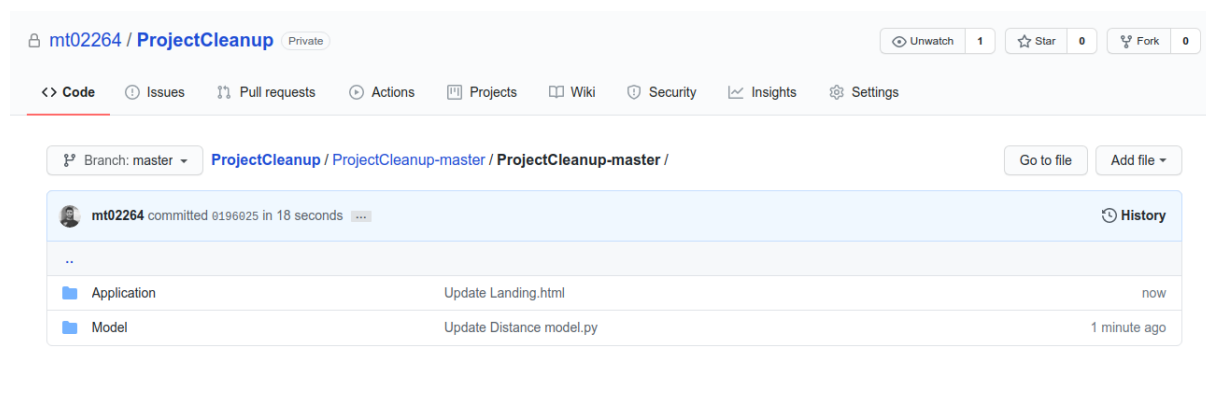 mt02264 / ProjectCleanup Private Unwatch 1 Star 0 Fork 0
<> Code Issues Pull requests Actions Projects Wiki Security Insights Settings
Branch: master ProjectCleanup / ProjectCleanup-master / ProjectCleanup-master / Go to file Add file
mt02264 committed 0196025 in 18 seconds ... History
..
Application Update Landing.html now
Model Update Distance model.py 1 minute ago